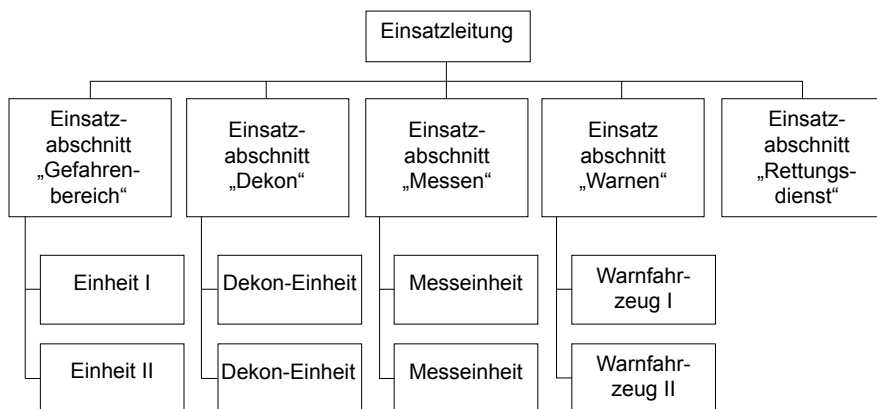 Einsatzleitung
Einsatz-
abschnitt
„Gefahren-
bereich“
Einsatz-
abschnitt
„Dekon“
Einsatz-
abschnitt
„Messen“
Einsatz
abschnitt
„Warnen“
Einsatz-
abschnitt
„Rettungs-
dienst“
Einheit I
Dekon-Einheit
Messeinheit
Warnfahr-
zeug I
Einheit II
Dekon-Einheit
Messeinheit
Warnfahr-
zeug II